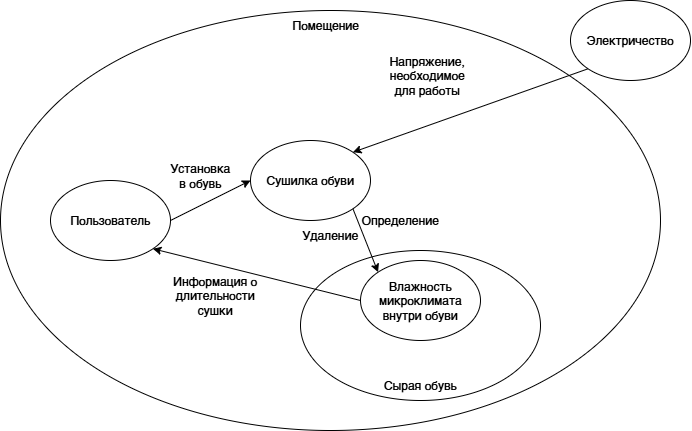 Помещение
Электричество
Напряжение,
необходимое
для работы
Установка
в обувь
Сушилка обуви
Пользователь
Определение
Удаление
Информация о
длительности
сушки
Влажность
микроклимата
внутри обуви
Сырая обувь